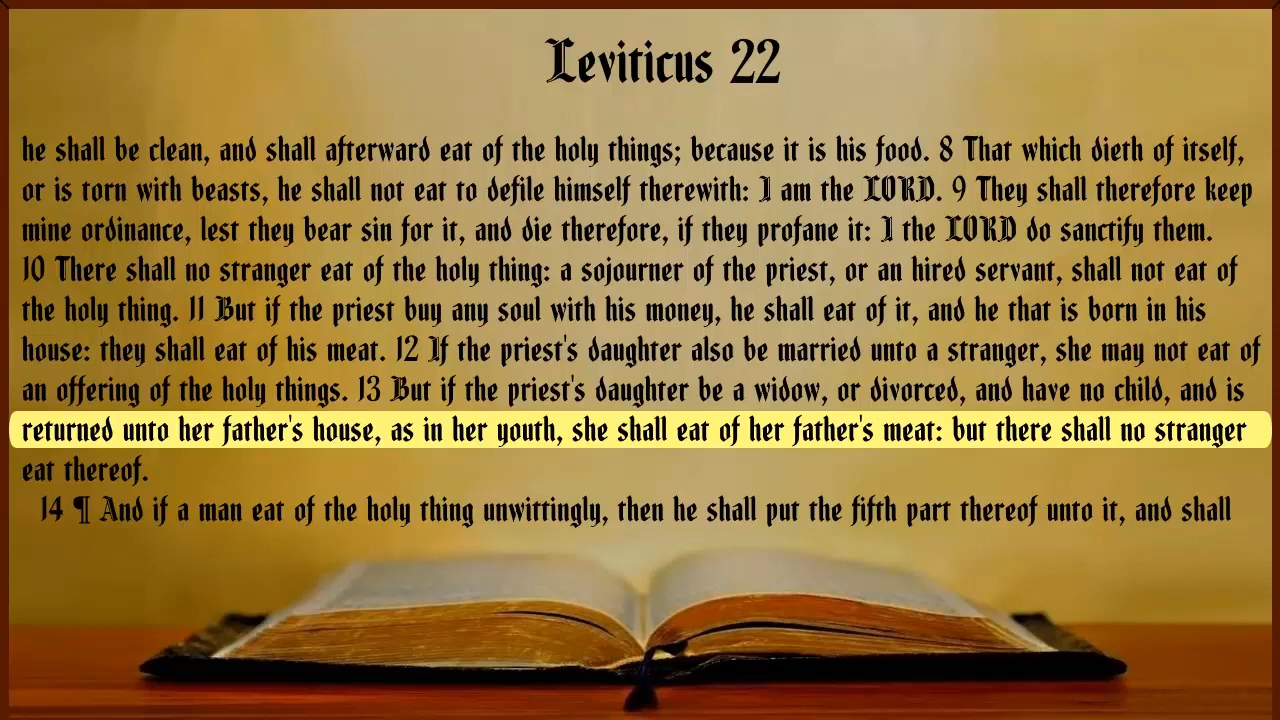 Leviticus 22
he shall be clean, and shall afterward eat of the holy things; because it is his food. 8 That which dieth of itself,
or is torn with beasts, he shall not eat to defile himself therewith: I am the LORD. 9 They shall therefore keep
mine ordinance, lest they bear sin for it, and die therefore, if they profane it: I the LORD do sanctify them.
10 There shall no stranger eat of the holy thing: a sojourner of the priest, or an hired servant, shall not eat of
the holy thing. 11 But if the priest buy any soul with his money, he shall eat of it, and he that is born in his
house: they shall eat of his meat. 12 If the priest's daughter also be married unto a stranger, she may not eat of
an offering of the holy things. 13 But if the priest's daughter be a widow, or divorced, and have no child, and is
returned unto her father's house, as in her youth, she shall eat of her father's meat: but there shall no stranger
eat thereof.
14 ¶ And if a man eat of the holy thing unwittingly, then he shall put the fifth part thereof unto it, and shall